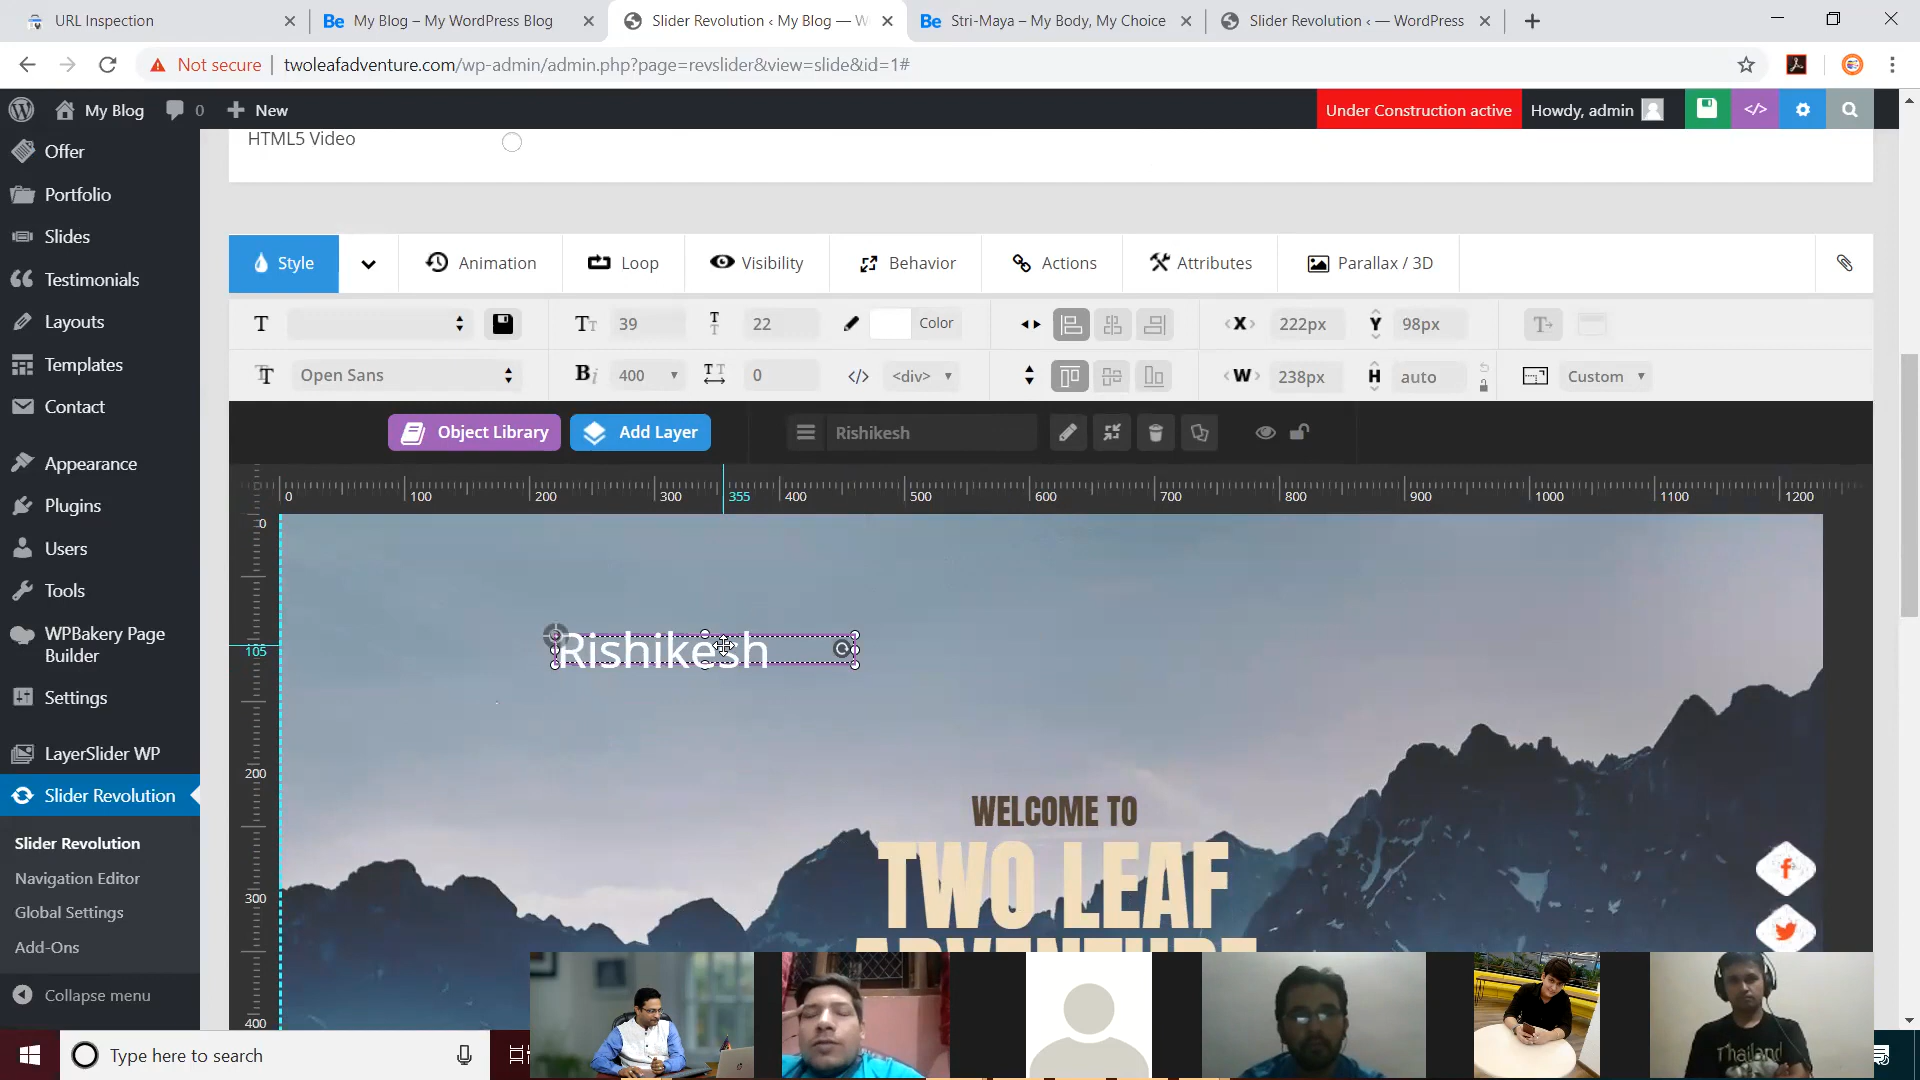 URL Inspection
My Blog – My WordPress Blog
Slider Revolution ‹ My Blog — W
Stri-Maya – My Body, My Choice
Slider Revolution ‹ — WordPress
Not secure
twoleafadventure.com/wp-admin/admin.php?page=revslider&view=slide&id=1#
My Blog
0
New
Under Construction active
Howdy, admin
Offer
Portfolio
Slides
Testimonials
Layouts
Templates
Contact
Appearance
Plugins
Users
Tools
WPBakery Page
Builder
Settings
LayerSlider WP
Slider Revolution
Slider Revolution
Navigation Editor
Global Settings
Add-Ons
Collapse menu
HTML5 Video
Style
Animation
Loop
Visibility
Behavior
Actions
Attributes
Parallax / 3D
39
22
Color
X
222px
Y
98px
Open Sans
400
0
<div>
W
238px
H
auto
Custom
Object Library
Add Layer
Rishikesh
0 100 200 300 355 400 500 600 700 800 900 1000 1100 1200
0
105
200
300
400
Rishikesh
WELCOME TO
TWO LEAF
ADVENTURE
Type here to search
Thailand